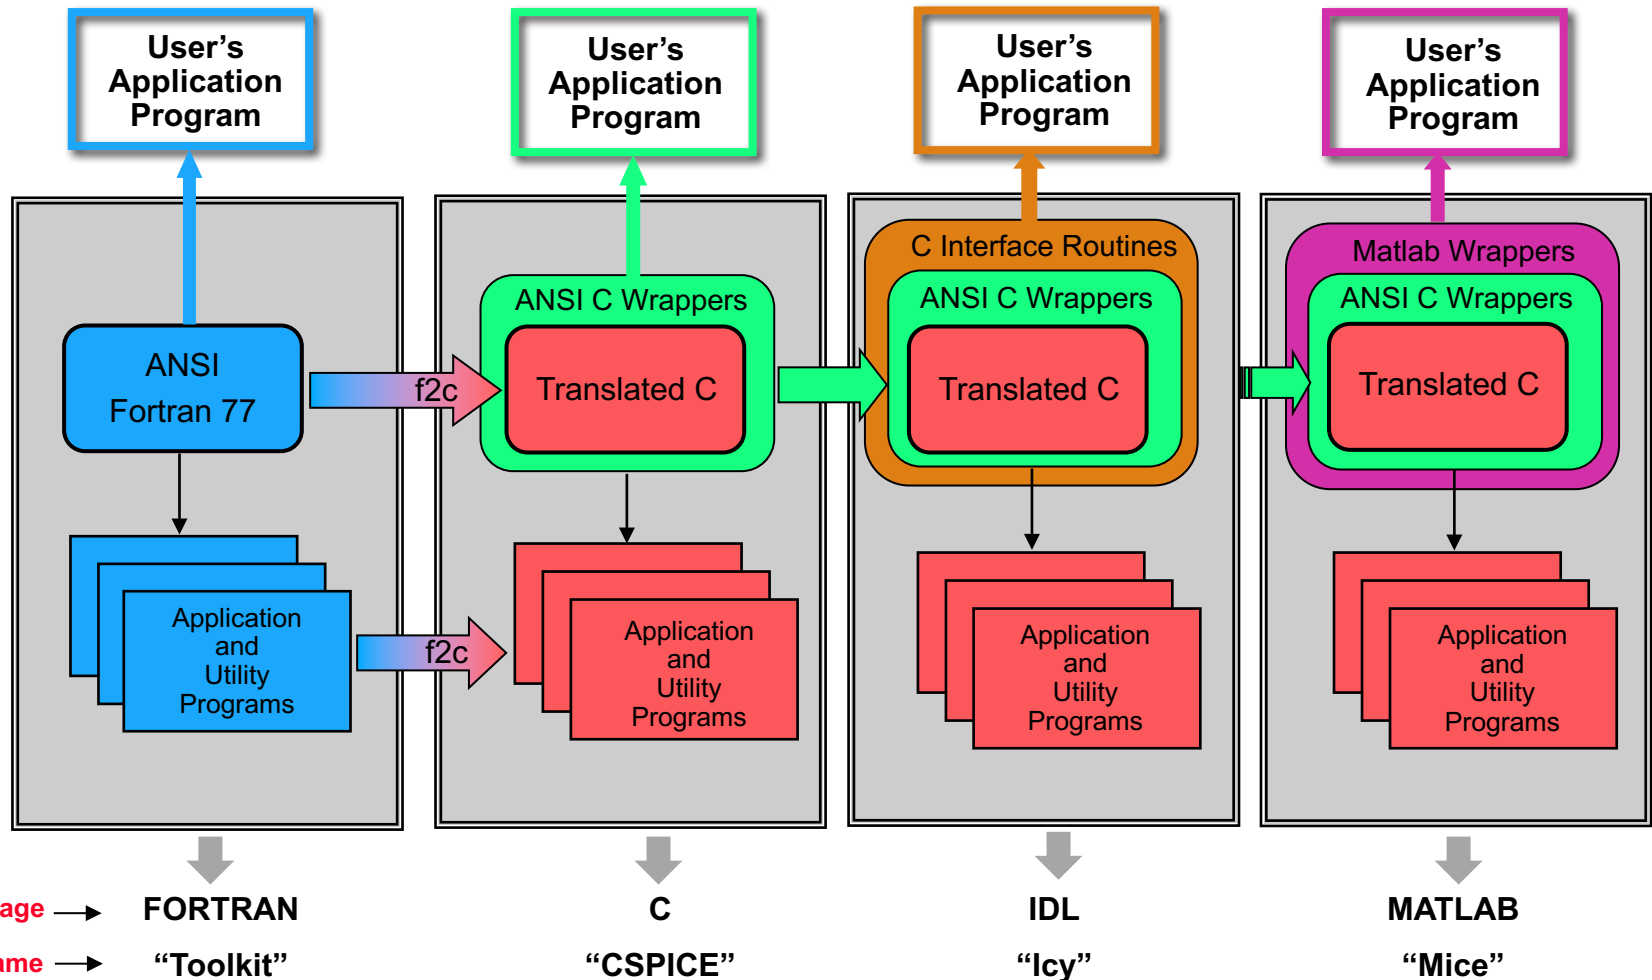 User’s
Application
Program
User’s
Application
Program
User’s
Application
Program
User’s
Application
Program
C Interface Routines
Matlab Wrappers
ANSI C Wrappers
ANSI C Wrappers
ANSI C Wrappers
ANSI
Fortran 77
f2c
Translated C
Translated C
Translated C
Application
and
Utility
Programs
f2c
Application
and
Utility
Programs
Application
and
Utility
Programs
Application
and
Utility
Programs
age
FORTRAN
C
IDL
MATLAB
ame
“Toolkit”
“CSPICE”
“Icy”
“Mice”